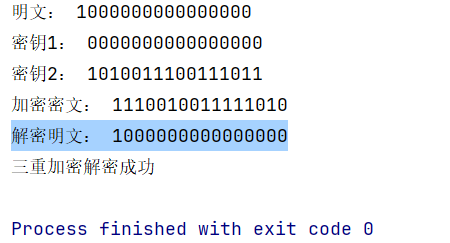 明文： 1000000000000000
密钥1： 0000000000000000
密钥2： 1010011100111011
加密密文： 1110010011111010
解密明文： 1000000000000000
三重加密解密成功
Process finished with exit code 0